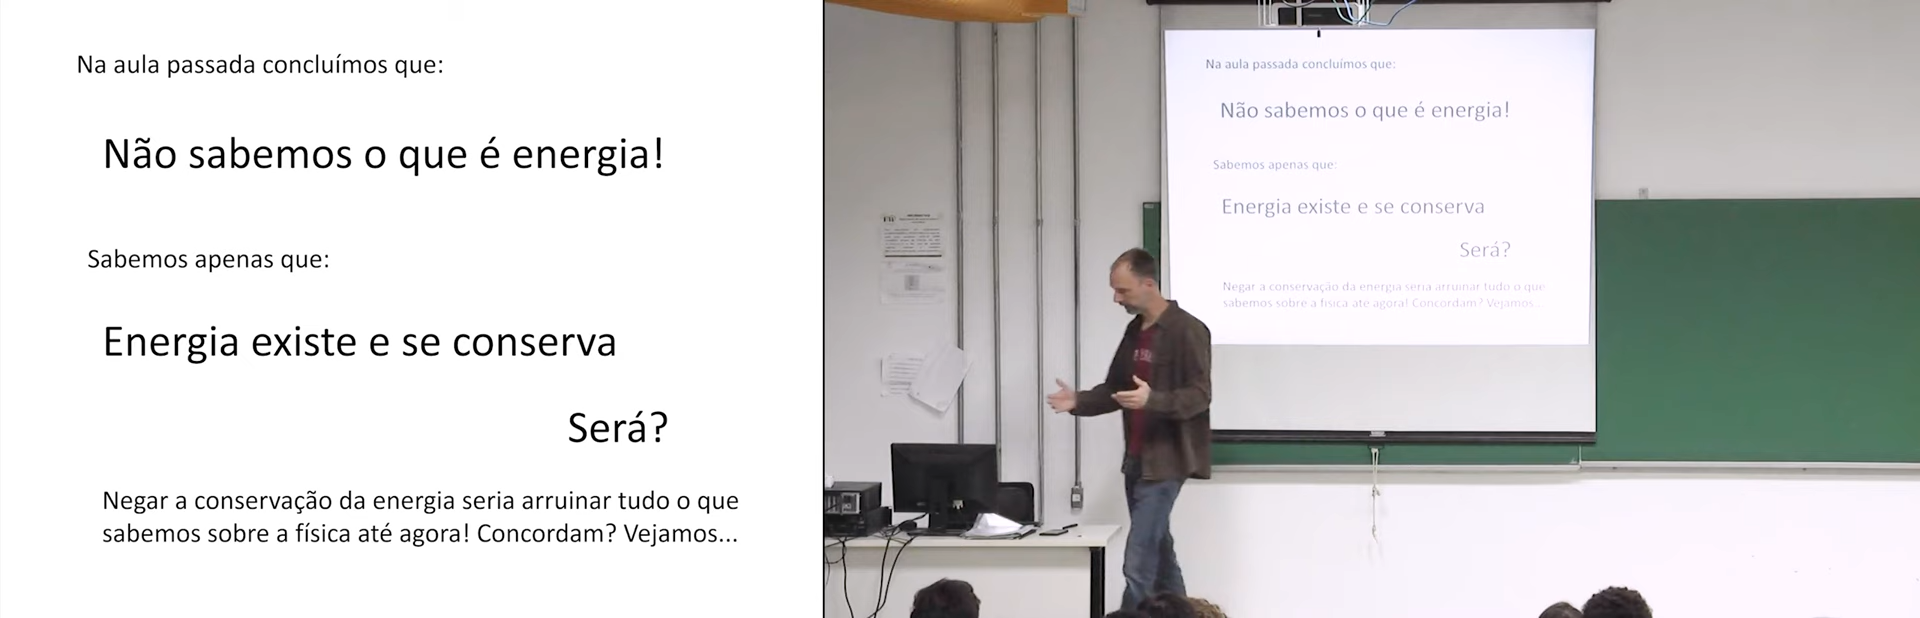 Na aula passada concluímos que:
Não sabemos o que é energia!
Sabemos apenas que:
Energia existe e se conserva
Será?
Negar a conservação da energia seria arruinar tudo o que
sabemos sobre a física até agora! Concordam? Vejamos...
Na aula passada concluímos que:
Não sabemos o que é energia!
Sabemos apenas que:
Energia existe e se conserva
Será?
Negar a conservação da energia seria arruinar tudo o que
sabemos sobre a física até agora! Concordam? Vejamos...